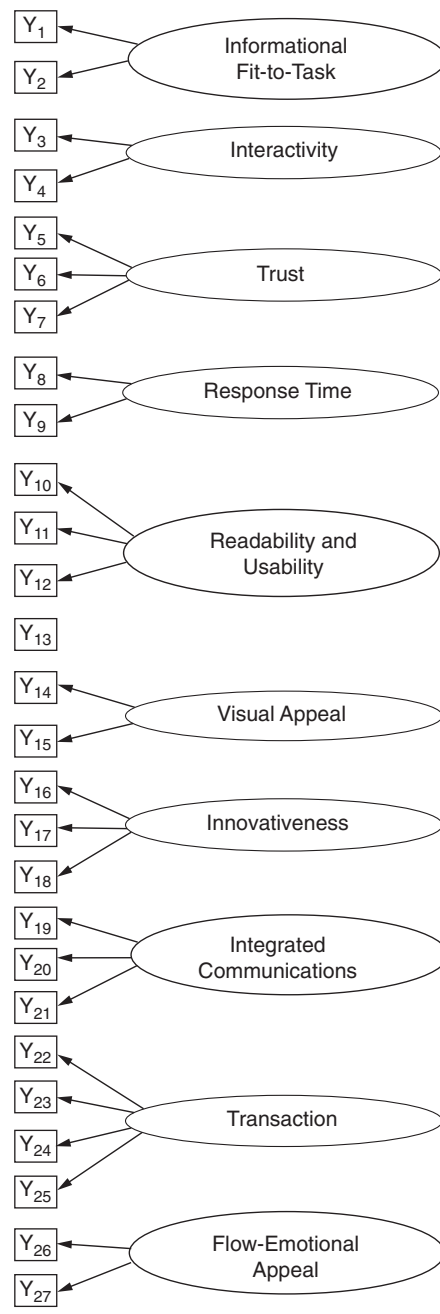 Y1
Informational
Fit-to-Task
Y2
Y3
Interactivity
Y4
Y5
Y6
Trust
Y7
Y8
Response Time
Y9
Y10
Y11
Readability and
Usability
Y12
Y13
Y14
Visual Appeal
Y15
Y16
Y17
Innovativeness
Y18
Y19
Y20
Integrated
Communications
Y21
Y22
Y23
Transaction
Y24
Y25
Y26
Flow-Emotional
Appeal
Y27